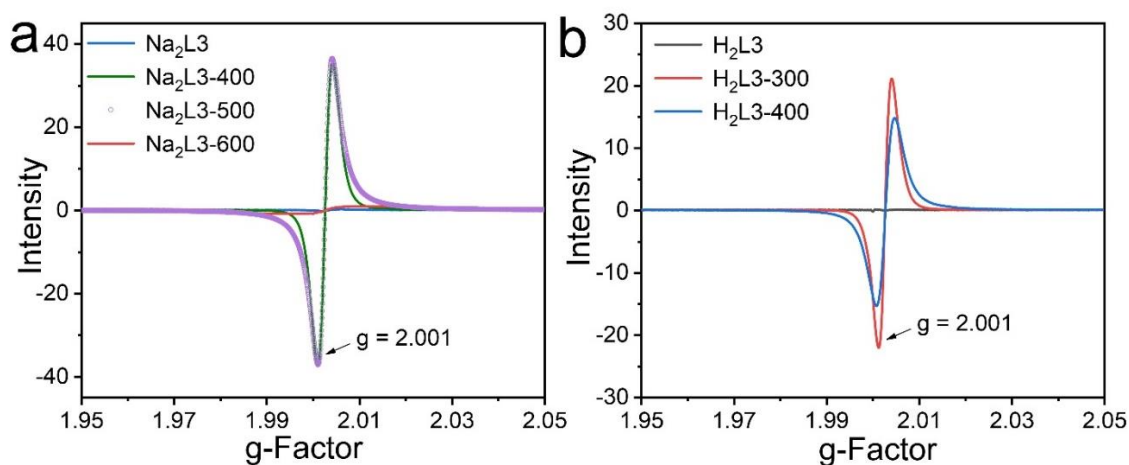 a
Na₂L3
Na₂L3-400
Na₂L3-500
Na₂L3-600
g = 2.001
40
20
0
-20
-40
Intensity
1.95
1.97
1.99
2.01
2.03
2.05
g-Factor
b
H₂L3
H₂L3-300
H₂L3-400
g = 2.001
30
20
10
0
-10
-20
-30
Intensity
1.95
1.97
1.99
2.01
2.03
2.05
g-Factor